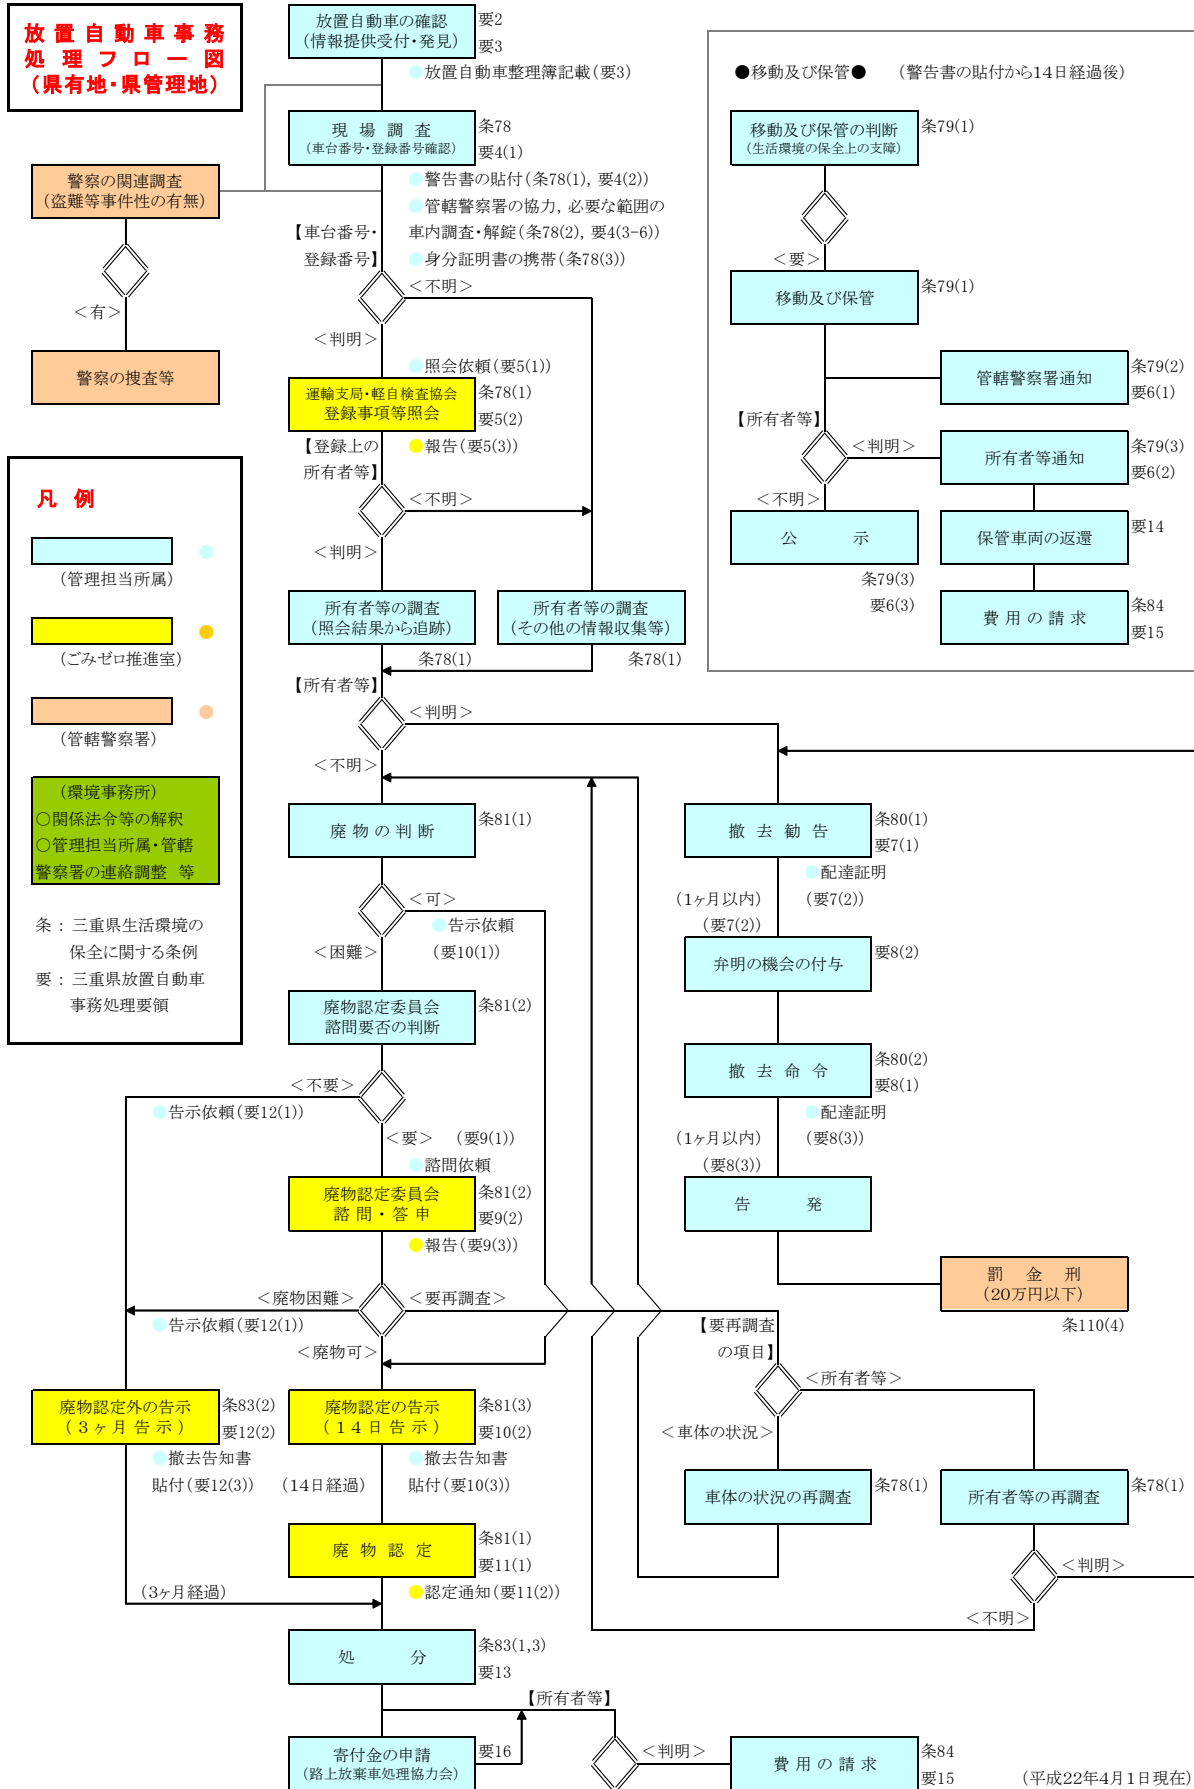 放置自動車事務
処理フロー図
(県有地・県管理地)
放置自動車の確認
(情報提供受付・発見)
要2
要3
●放置自動車整理簿記載(要3)
現場調査
(車台番号・登録番号確認)
条78
要4(1)
●警告書の貼付(条78(1), 要4(2))
●管轄警察署の協力, 必要な範囲の
車内調査・解錠(条78(2), 要4(3-6))
●身分証明書の携帯(条78(3))
【車台番号・
登録番号】
<不明>
<判明>
警察の関連調査
(盗難等事件性の有無)
<有>
警察の捜査等
●照会依頼(要5(1))
運輸支局・軽自検査協会
登録事項等照会
条78(1)
要5(2)
●報告(要5(3))
【登録上の
所有者等】
<不明>
<判明>
所有者等の調査
(照会結果から追跡)
条78(1)
所有者等の調査
(その他の情報収集等)
条78(1)
【所有者等】
<判明>
<不明>
凡例
●
(管理担当所属)
●
(ごみゼロ推進室)
●
(管轄警察署)
(環境事務所)
○関係法令等の解釈
○管理担当所属・管轄
警察署の連絡調整 等
条 : 三重県生活環境の
保全に関する条例
要 : 三重県放置自動車
事務処理要領
●移動及び保管● (警告書の貼付から14日経過後)
移動及び保管の判断
(生活環境の保全上の支障)
条79(1)
<要>
移動及び保管
条79(1)
管轄警察署通知
条79(2)
要6(1)
【所有者等】
<判明>
<不明>
所有者等通知
条79(3)
要6(2)
公示
条79(3)
要6(3)
保管車両の返還
要14
費用の請求
条84
要15
廃物の判断
条81(1)
<可>
●告示依頼
(要10(1))
<困難>
廃物認定委員会
諮問要否の判断
条81(2)
<不要>
●告示依頼(要12(1))
<要> (要9(1))
●諮問依頼
廃物認定委員会
諮問・答申
条81(2)
要9(2)
●報告(要9(3))
<廃物困難>
●告示依頼(要12(1))
<要再調査>
<廃物可>
撤去勧告
条80(1)
要7(1)
●配達証明
(要7(2))
(1ヶ月以内)
(要7(2))
弁明の機会の付与
要8(2)
撤去命令
条80(2)
要8(1)
●配達証明
(要8(3))
(1ヶ月以内)
(要8(3))
告発
罰金刑
(20万円以下)
条110(4)
【要再調査
の項目】
<所有者等>
<車体の状況>
車体の状況の再調査
条78(1)
所有者等の再調査
条78(1)
<判明>
<不明>
廃物認定外の告示
(3ヶ月告示)
条83(2)
要12(2)
●撤去告知書
貼付(要12(3))
(3ヶ月経過)
廃物認定の告示
(14日告示)
条81(3)
要10(2)
●撤去告知書
貼付(要10(3))
(14日経過)
廃物認定
条81(1)
要11(1)
●認定通知(要11(2))
処分
条83(1,3)
要13
【所有者等】
寄付金の申請
(路上放棄車処理協力会)
要16
<判明>
費用の請求
条84
要15
(平成22年4月1日現在)